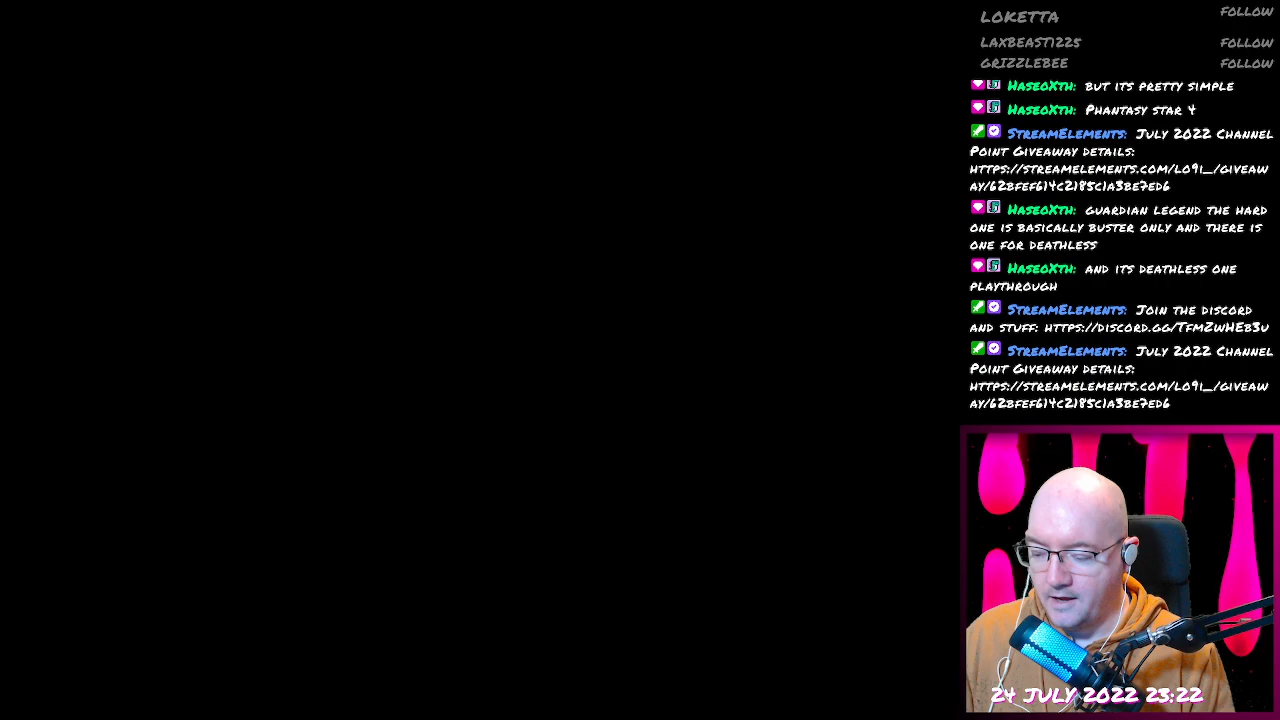 LOKETTA FOLLOW
LAXBEAST1225 FOLLOW
GRIZZLEBEE FOLLOW
HaseoXth: but its pretty simple
HaseoXth: Phantasy star 4
StreamElements: July 2022 Channel
Point Giveaway details:
https://streamelements.com/lo9i_/giveaw
ay/62bfef614c2185c1a3be7ed6
HaseoXth: guardian legend the hard
one is basically buster only and there is
one for deathless
HaseoXth: and its deathless one
playthrough
StreamElements: Join the discord
and stuff: https://discord.gg/TfmZwHEb3u
StreamElements: July 2022 Channel
Point Giveaway details:
https://streamelements.com/lo9i_/giveaw
ay/62bfef614c2185c1a3be7ed6
24 JULY 2022 23:22